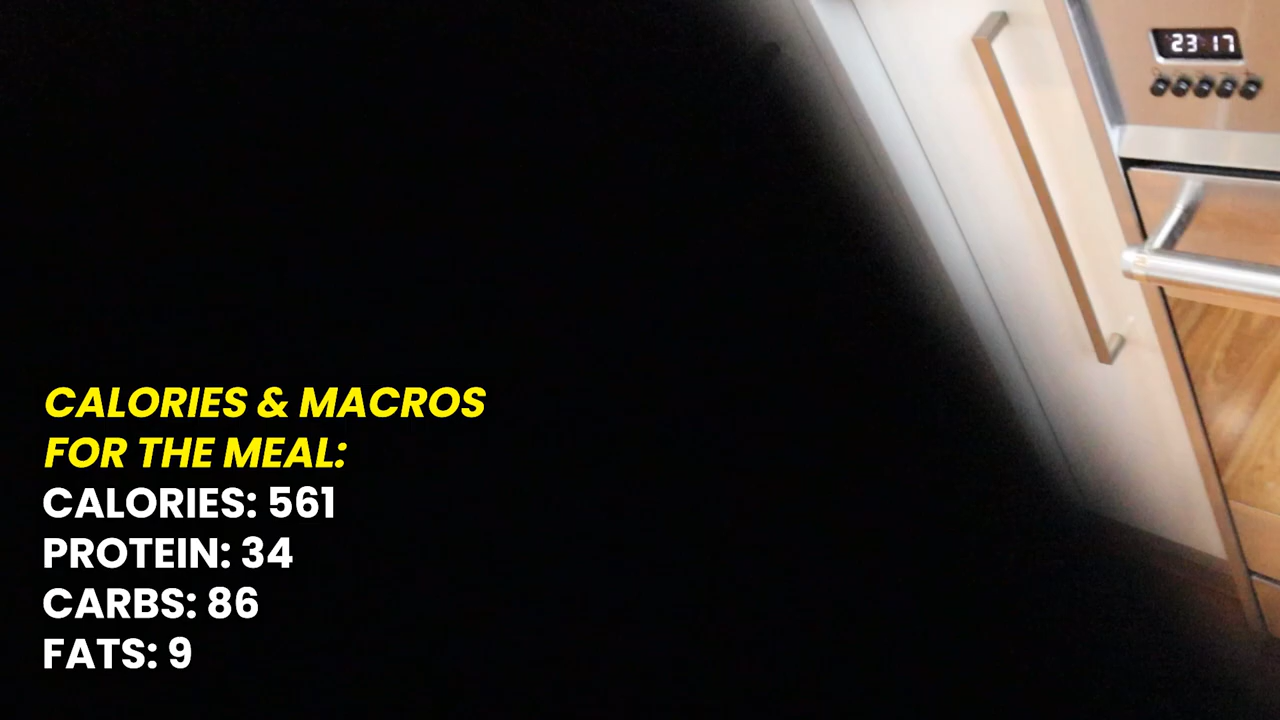 23 17
CALORIES & MACROS
FOR THE MEAL:
CALORIES: 561
PROTEIN: 34
CARBS: 86
FATS: 9